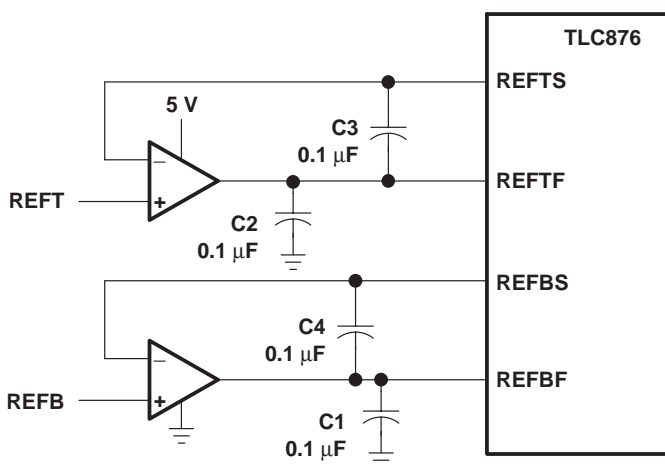 TLC876
REFTS
5 V
C3
0.1 μF
−
+
REFT
REFTF
C2
0.1 μF
REFBS
C4
0.1 μF
−
+
REFB
REFBF
C1
0.1 μF